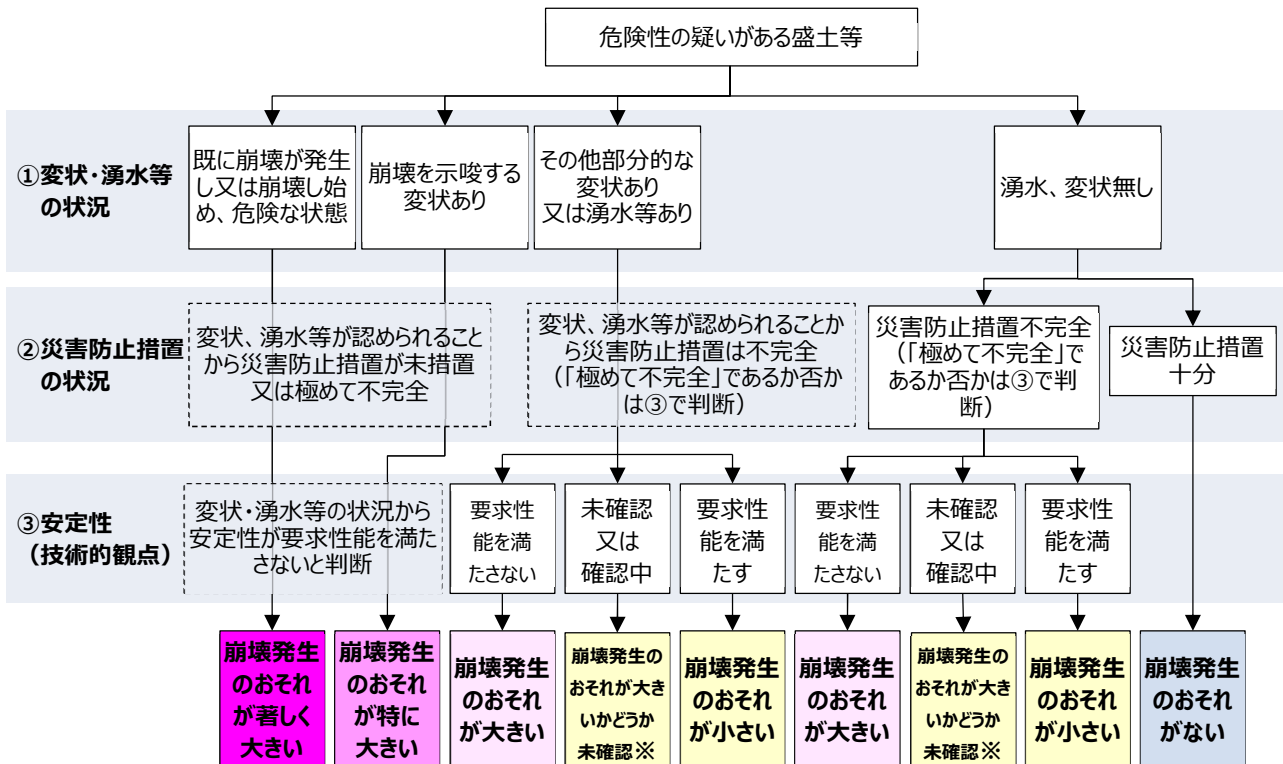 危険性の疑いがある盛土等
①変状・湧水等
の状況
既に崩壊が発生
し又は崩壊し始
め、危険な状態
崩壊を示唆する
変状あり
その他部分的な
変状あり
又は湧水等あり
湧水、変状無し
②災害防止措置
の状況
変状、湧水等が認められること
から災害防止措置が未措置
又は極めて不完全
変状、湧水等が認められることか
ら災害防止措置は不完全
（「極めて不完全」であるか否か
は③で判断）
災害防止措置不完全
（「極めて不完全」で
あるか否かは③で判
断）
災害防止措置
十分
③安定性
（技術的観点）
変状・湧水等の状況から
安定性が要求性能を満た
さないと判断
要求性
能を満
たさない
未確認
又は
確認中
要求性
能を満
たす
要求性
能を満
たさない
未確認
又は
確認中
要求性
能を満
たす
崩壊発生
のおそれ
が著しく
大きい
崩壊発生
のおそれ
が特に
大きい
崩壊発生
のおそれ
が大きい
崩壊発生の
おそれが大き
いかどうか
未確認※
崩壊発生
のおそれ
が小さい
崩壊発生
のおそれ
が大きい
崩壊発生の
おそれが大き
いかどうか
未確認※
崩壊発生
のおそれ
が小さい
崩壊発生
のおそれ
がない